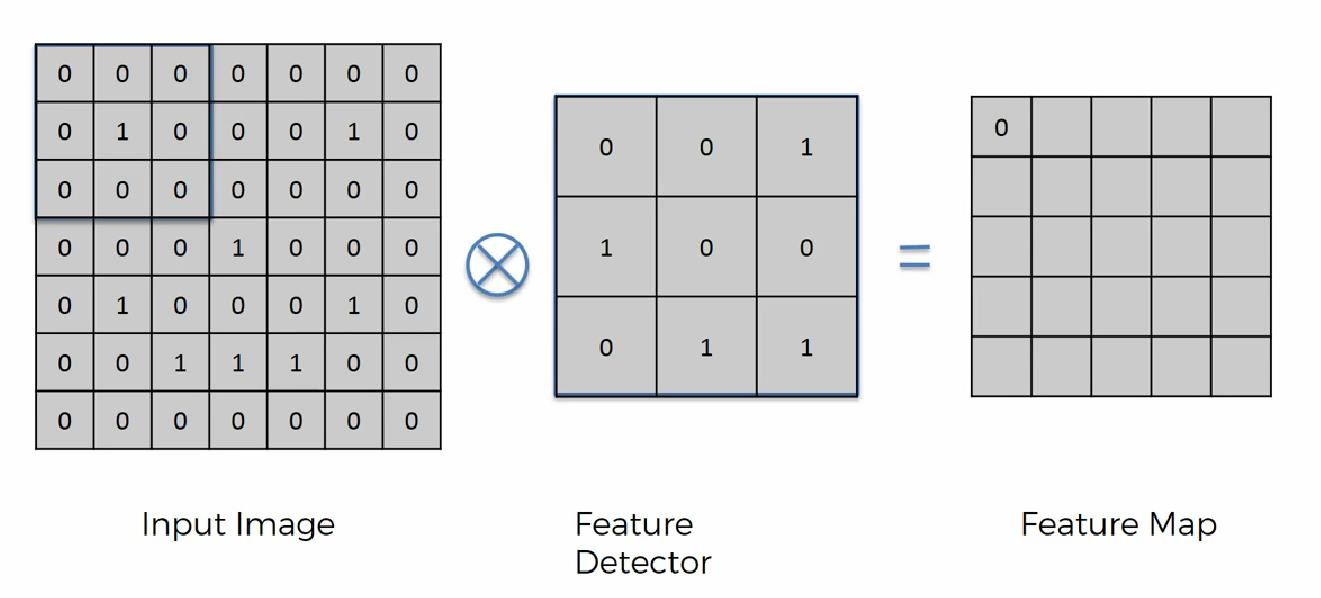 0 0 0 0 0 0 0
0 1 0 0 0 1 0
0 0 0 0 0 0 0
0 0 0 1 0 0 0
0 1 0 0 0 1 0
0 0 1 1 1 0 0
0 0 0 0 0 0 0
0 0 1
1 0 0
0 1 1
=
0
Input Image
Feature
Detector
Feature Map